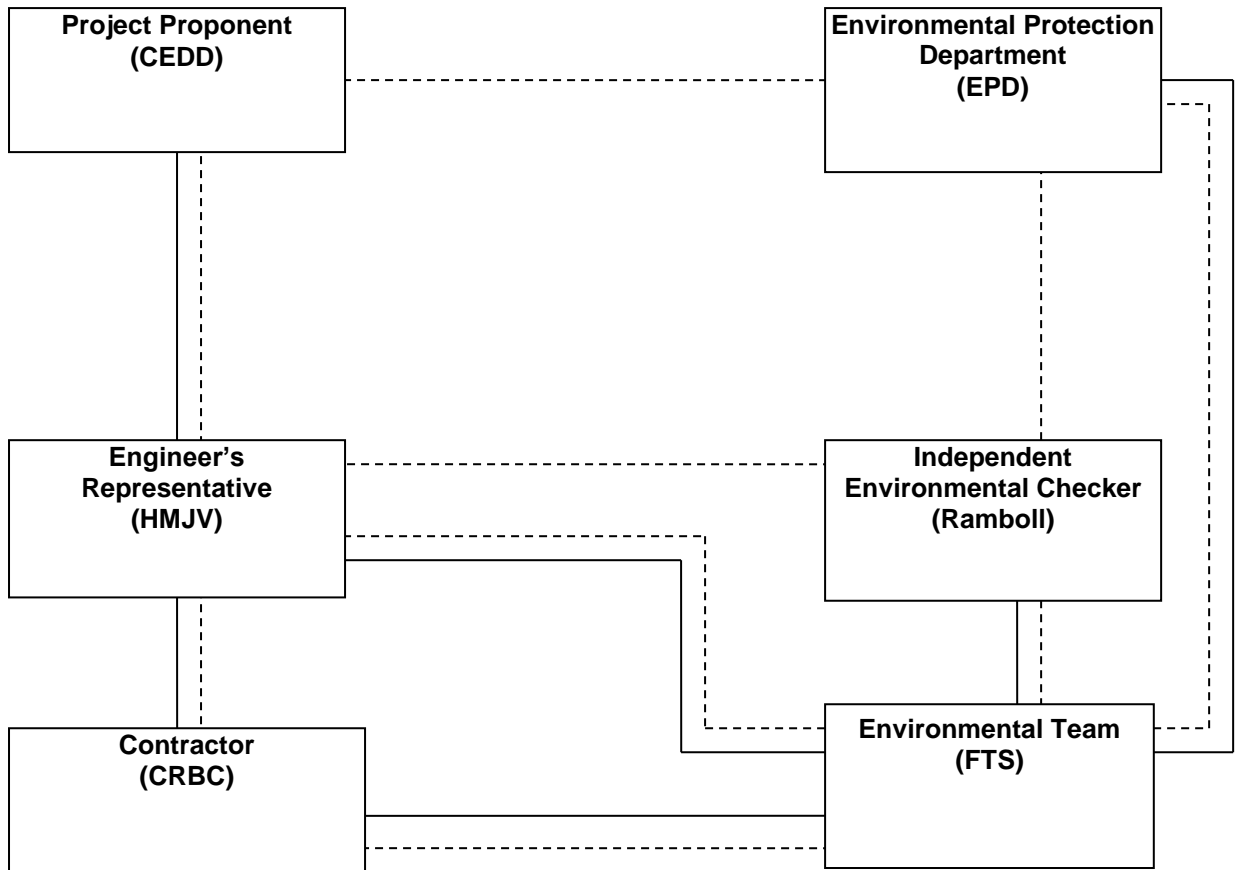 Project Proponent
(CEDD)
Environmental Protection
Department
(EPD)
Engineer's
Representative
(HMJV)
Independent
Environmental Checker
(Ramboll)
Contractor
(CRBC)
Environmental Team
(FTS)